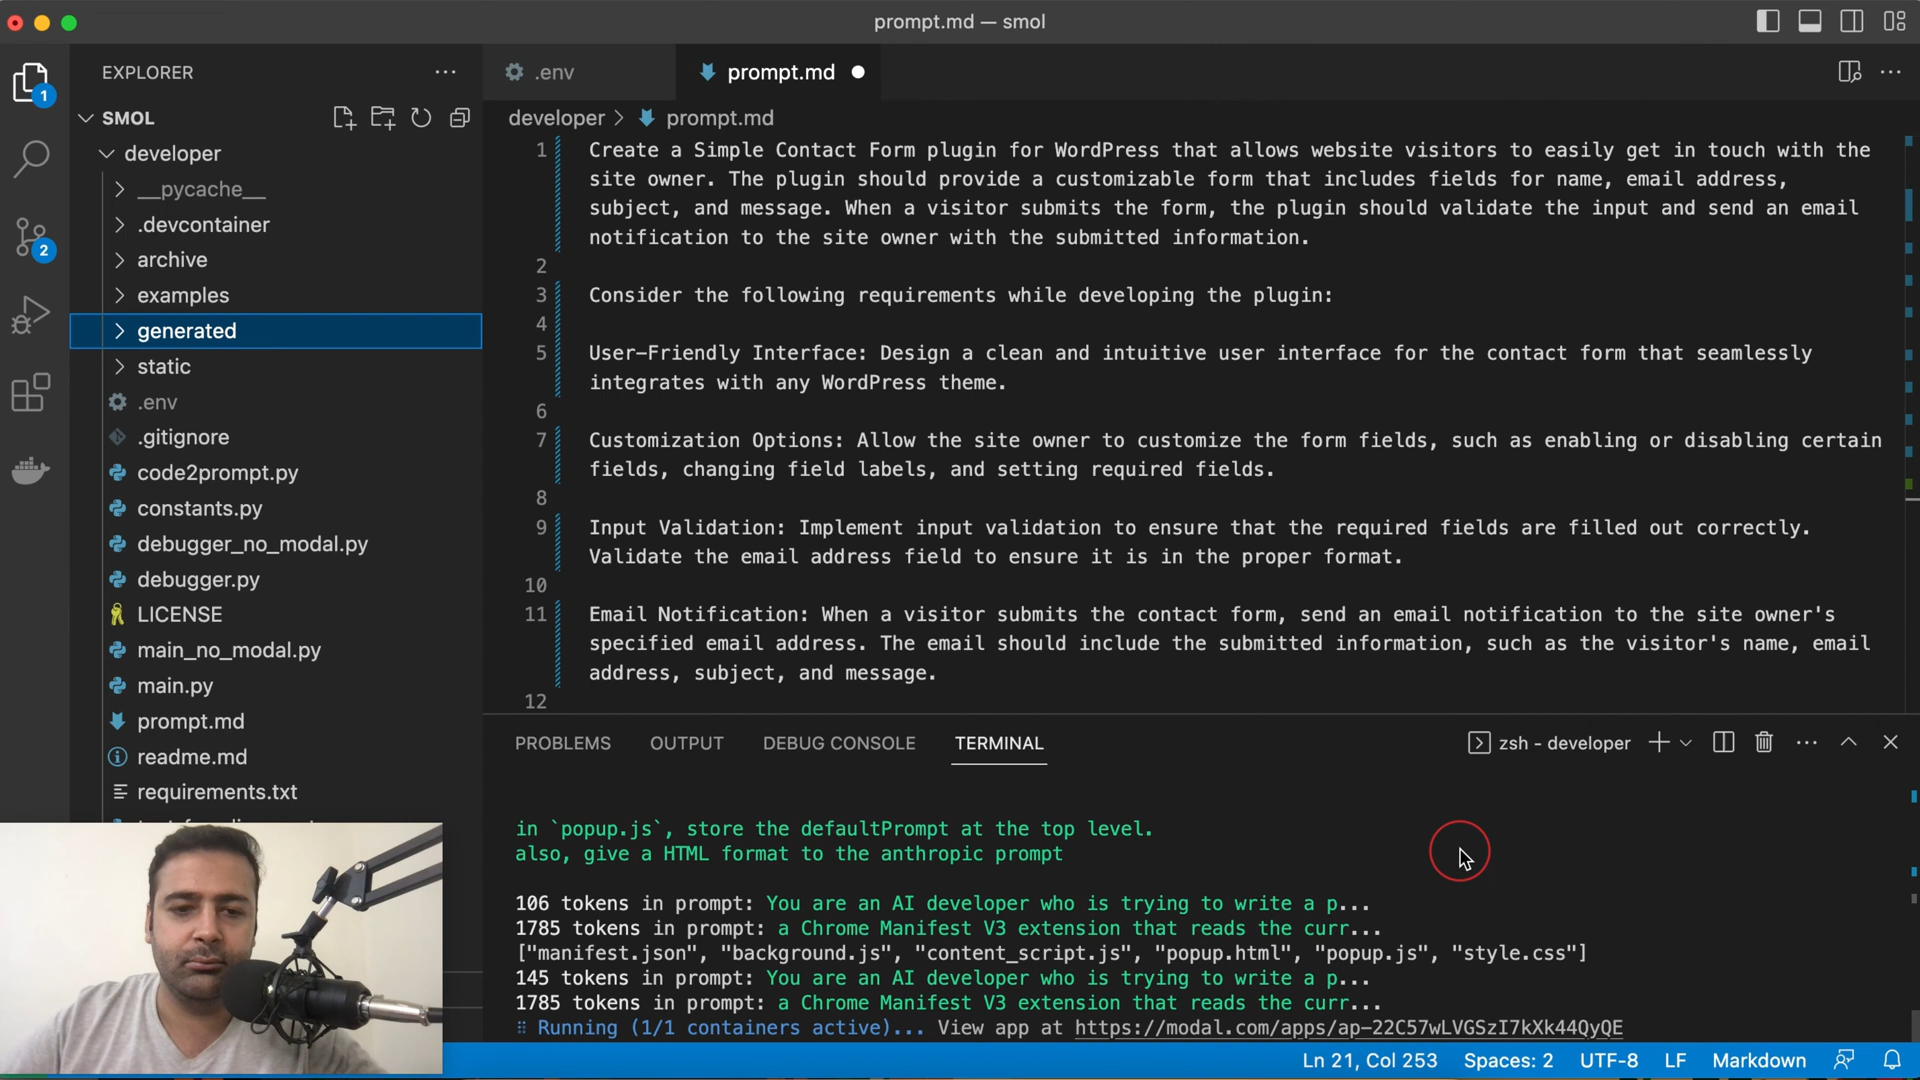 prompt.md — smol
EXPLORER
.env
prompt.md
1
SMOL
developer
prompt.md
developer
__pycache__
.devcontainer
2
archive
examples
generated
static
.env
.gitignore
code2prompt.py
constants.py
debugger_no_modal.py
debugger.py
LICENSE
main_no_modal.py
main.py
prompt.md
readme.md
requirements.txt
1 Create a Simple Contact Form plugin for WordPress that allows website visitors to easily get in touch with the
site owner. The plugin should provide a customizable form that includes fields for name, email address,
subject, and message. When a visitor submits the form, the plugin should validate the input and send an email
notification to the site owner with the submitted information.
2
3 Consider the following requirements while developing the plugin:
4
5 User-Friendly Interface: Design a clean and intuitive user interface for the contact form that seamlessly
integrates with any WordPress theme.
6
7 Customization Options: Allow the site owner to customize the form fields, such as enabling or disabling certain
fields, changing field labels, and setting required fields.
8
9 Input Validation: Implement input validation to ensure that the required fields are filled out correctly.
Validate the email address field to ensure it is in the proper format.
10
11 Email Notification: When a visitor submits the contact form, send an email notification to the site owner's
specified email address. The email should include the submitted information, such as the visitor's name, email
address, subject, and message.
12
PROBLEMS OUTPUT DEBUG CONSOLE TERMINAL
zsh - developer
in `popup.js`, store the defaultPrompt at the top level.
also, give a HTML format to the anthropic prompt
106 tokens in prompt: You are an AI developer who is trying to write a p...
1785 tokens in prompt: a Chrome Manifest V3 extension that reads the curr...
["manifest.json", "background.js", "content_script.js", "popup.html", "popup.js", "style.css"]
145 tokens in prompt: You are an AI developer who is trying to write a p...
1785 tokens in prompt: a Chrome Manifest V3 extension that reads the curr...
Running (1/1 containers active)... View app at https://modal.com/apps/ap-22C57wLVGSzI7kXk44QyQE
Ln 21, Col 253 Spaces: 2 UTF-8 LF Markdown